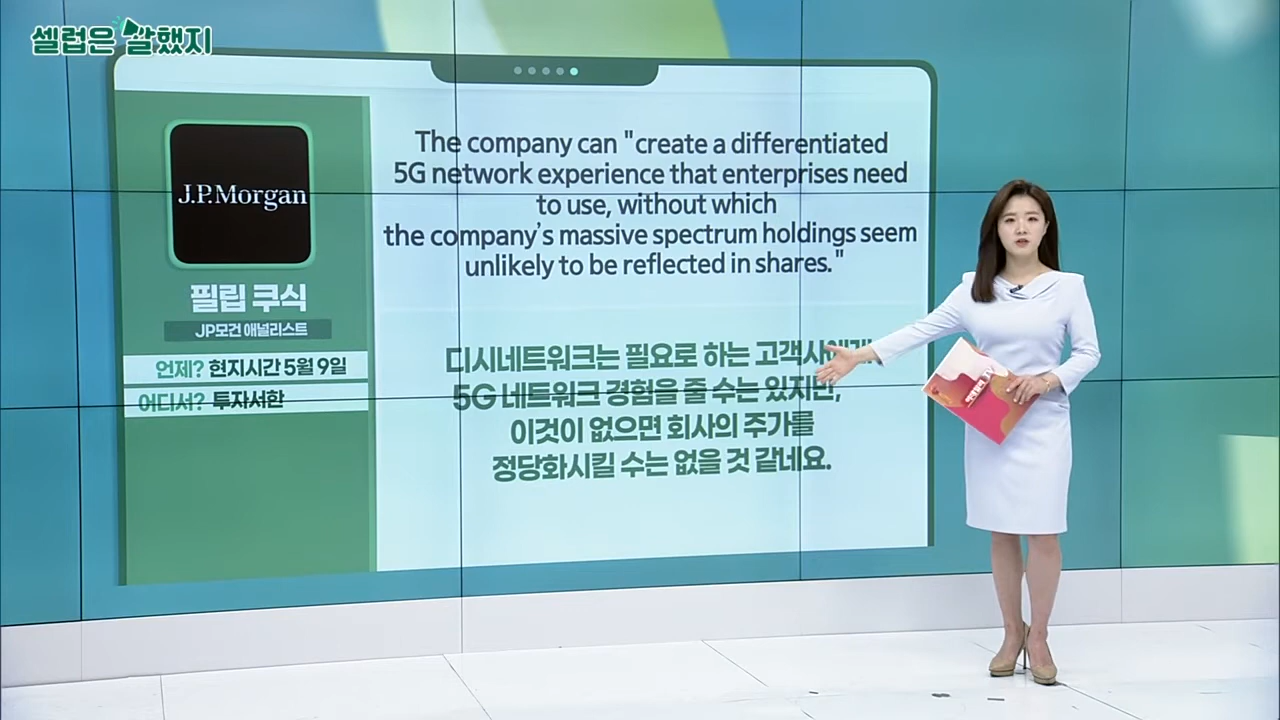 셀럽은 말했지
J.P.Morgan
필립 쿠식
JP모건 애널리스트
언제? 현지시간 5월 9일
어디서? 투자서한
The company can "create a differentiated
5G network experience that enterprises need
to use, without which
the company's massive spectrum holdings seem
unlikely to be reflected in shares."
디시네트워크는 필요로 하는
5G 네트워크 경험을 줄 수는 있지만,
이것이 없으면 회사의 주가를
정당화시킬 수는 없을 것 같네요.